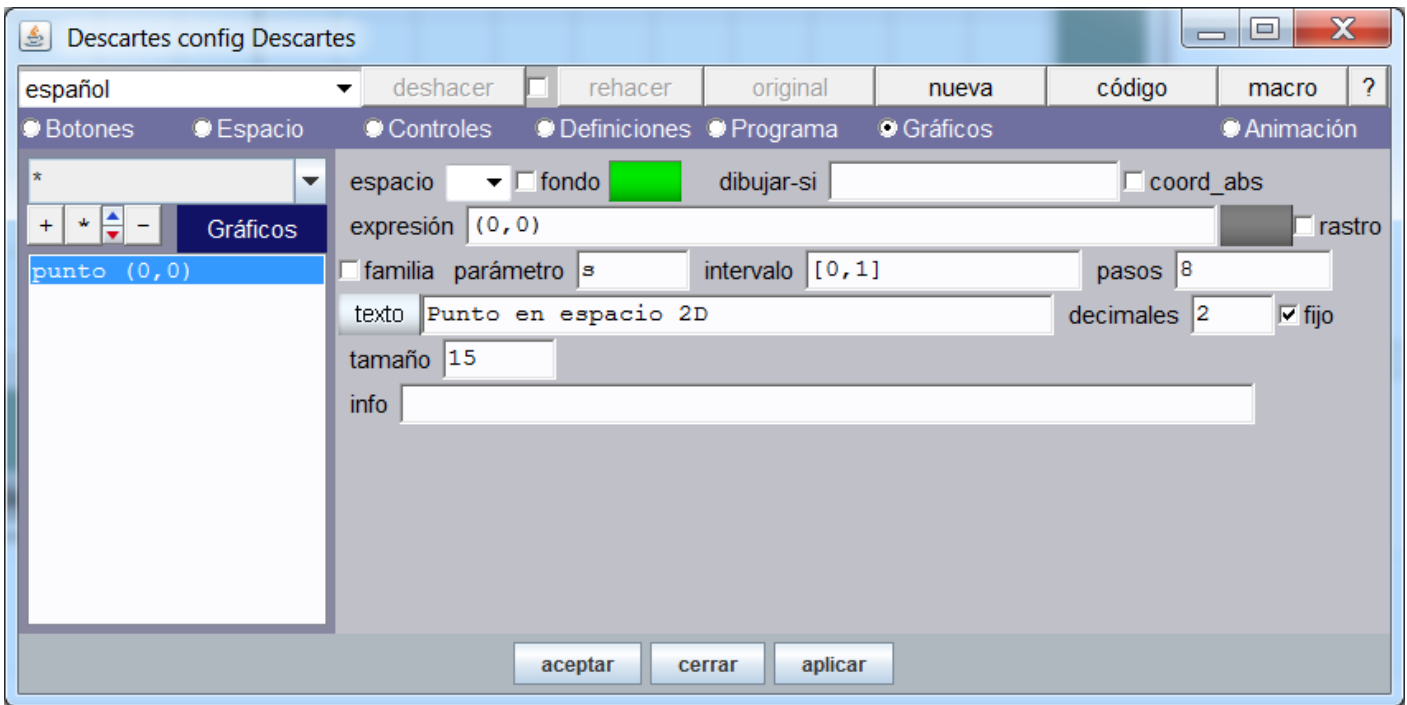 Descartes config Descartes
español deshacer rehacer original nueva código macro ?
Botones Espacio Controles Definiciones Programa Gráficos Animación
* espacio fondo dibujar-si coord_abs
+ * - Gráficos expresión (0,0) rastro
punto (0,0) familia parámetro s intervalo [0,1] pasos 8
texto Punto en espacio 2D decimales 2 fijo
tamaño 15
info
aceptar cerrar aplicar